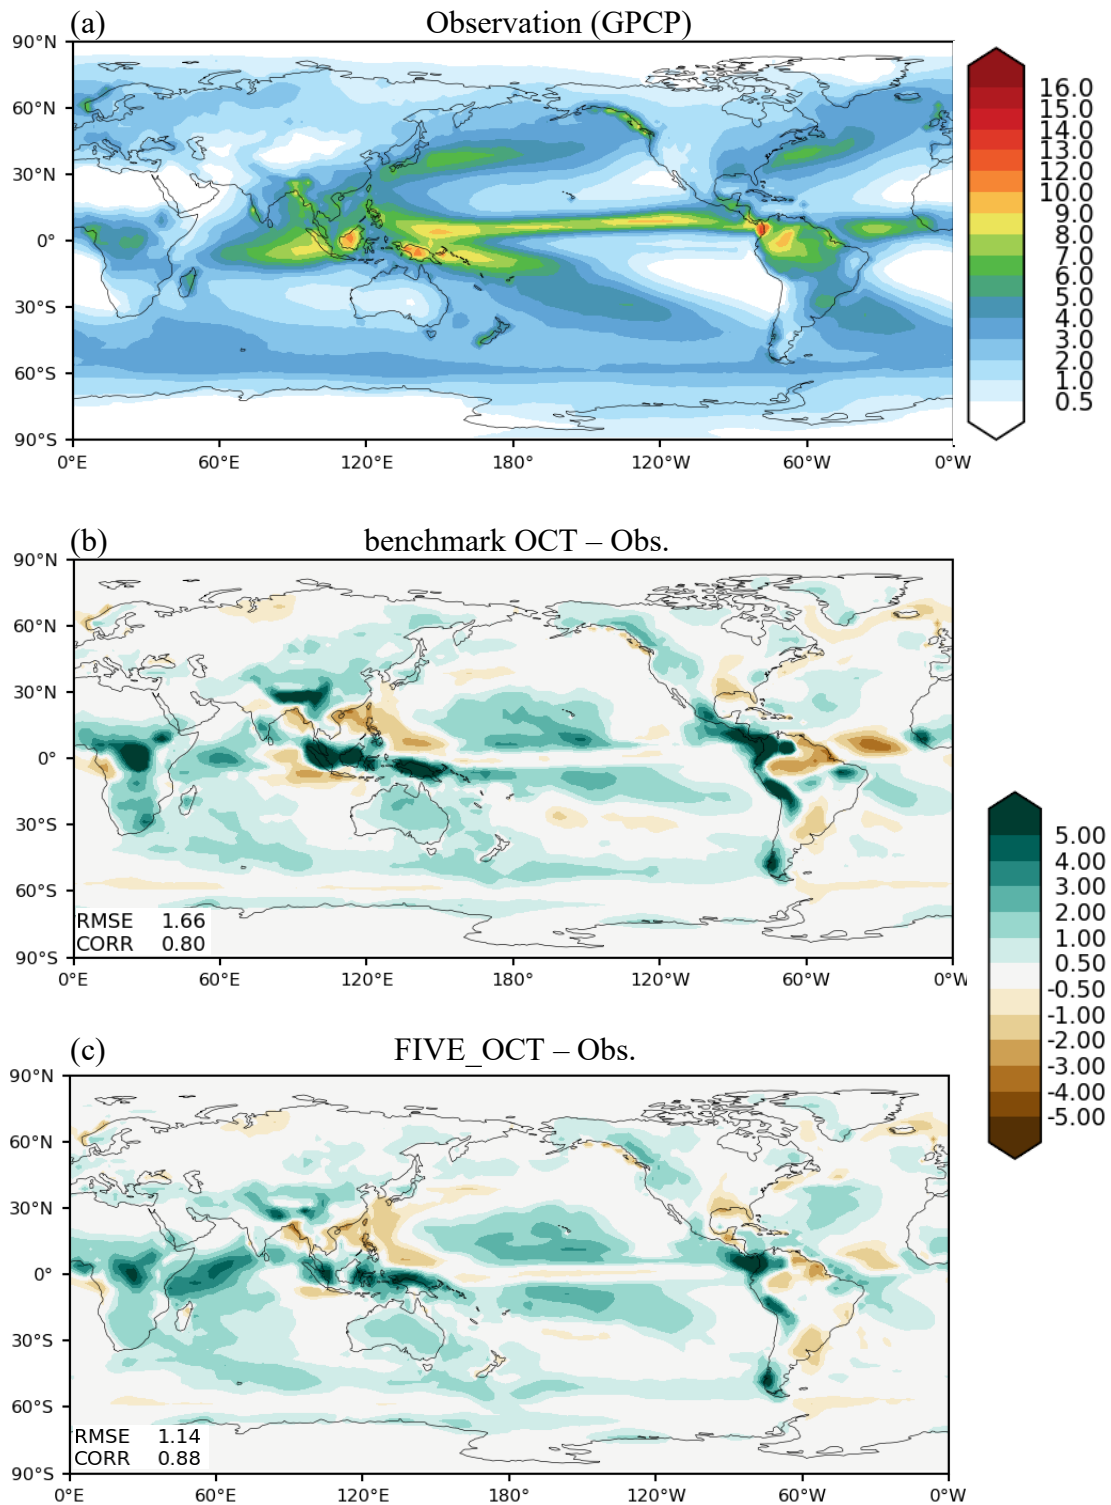 (a) Observation (GPCP)
90°N
60°N
30°N
0°
30°S
60°S
90°S
0°E 60°E 120°E 180° 120°W 60°W 0°W
16.0
15.0
14.0
13.0
12.0
10.0
9.0
8.0
7.0
6.0
5.0
4.0
3.0
2.0
1.0
0.5
(b) benchmark OCT – Obs.
90°N
60°N
30°N
0°
30°S
60°S
90°S
RMSE 1.66
CORR 0.80
0°E 60°E 120°E 180° 120°W 60°W 0°W
5.00
4.00
3.00
2.00
1.00
0.50
-0.50
-1.00
-2.00
-3.00
-4.00
-5.00
(c) FIVE_OCT – Obs.
90°N
60°N
30°N
0°
30°S
60°S
90°S
RMSE 1.14
CORR 0.88
0°E 60°E 120°E 180° 120°W 60°W 0°W